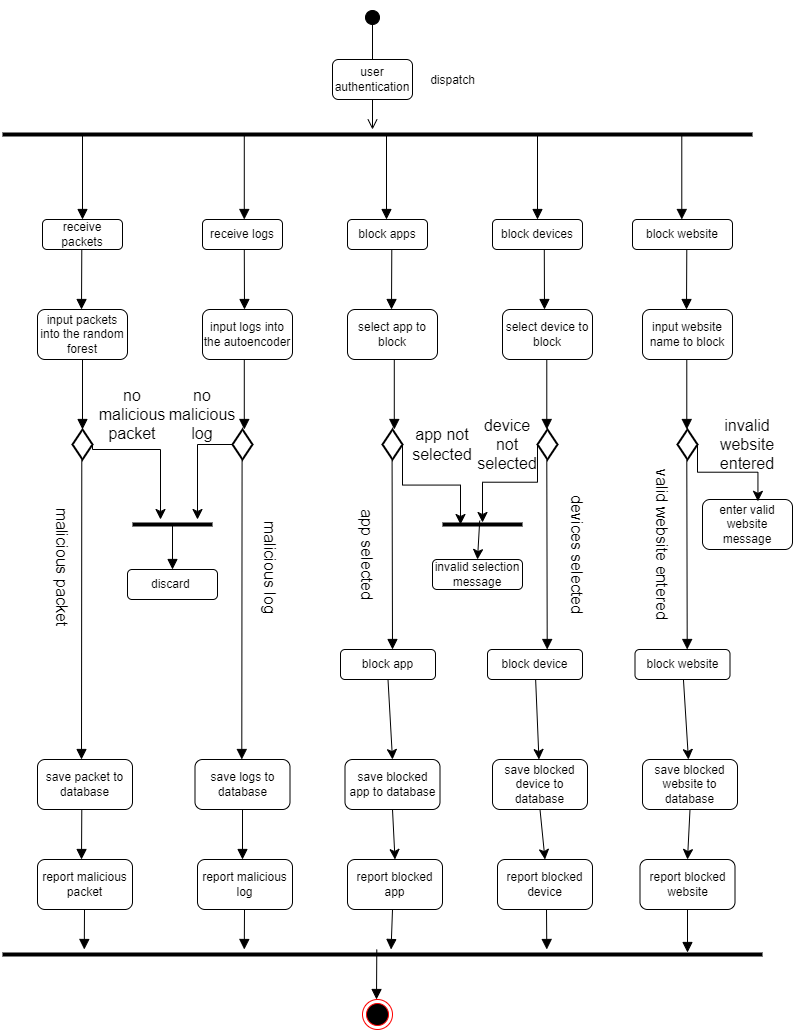 user
authentication
dispatch
receive
packets
receive logs
block apps
block devices
block website
input packets
into the random
forest
input logs into
the autoencoder
select app to
block
select device to
block
input website
name to block
no
malicious
packet
no
malicious
log
app not
selected
device
not
selected
invalid
website
entered
malicious packet
discard
malicious log
app selected
invalid selection
message
devices selected
valid website entered
enter valid
website
message
block app
block device
block website
save packet to
database
save logs to
database
save blocked
app to database
save blocked
device to
database
save blocked
website to
database
report malicious
packet
report malicious
log
report blocked
app
report blocked
device
report blocked
website